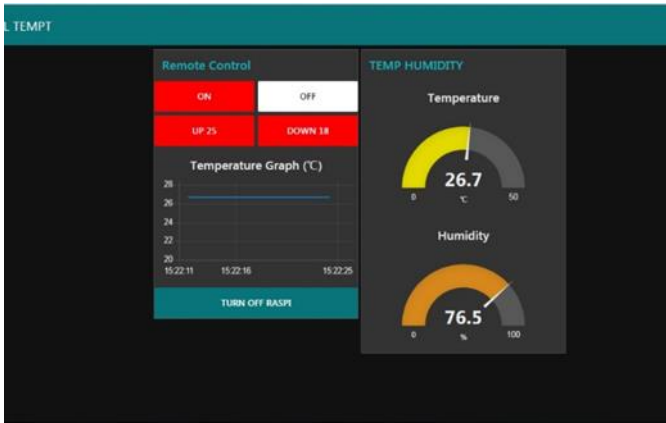 L TEMPT
Remote Control
ON
OFF
UP 25
DOWN 18
Temperature Graph (℃)
28
26
24
22
20
15:22:11 15:22:16 15:22:25
TURN OFF RASPI
TEMP HUMIDITY
Temperature
26.7
0 ℃ 50
Humidity
76.5
0 % 100